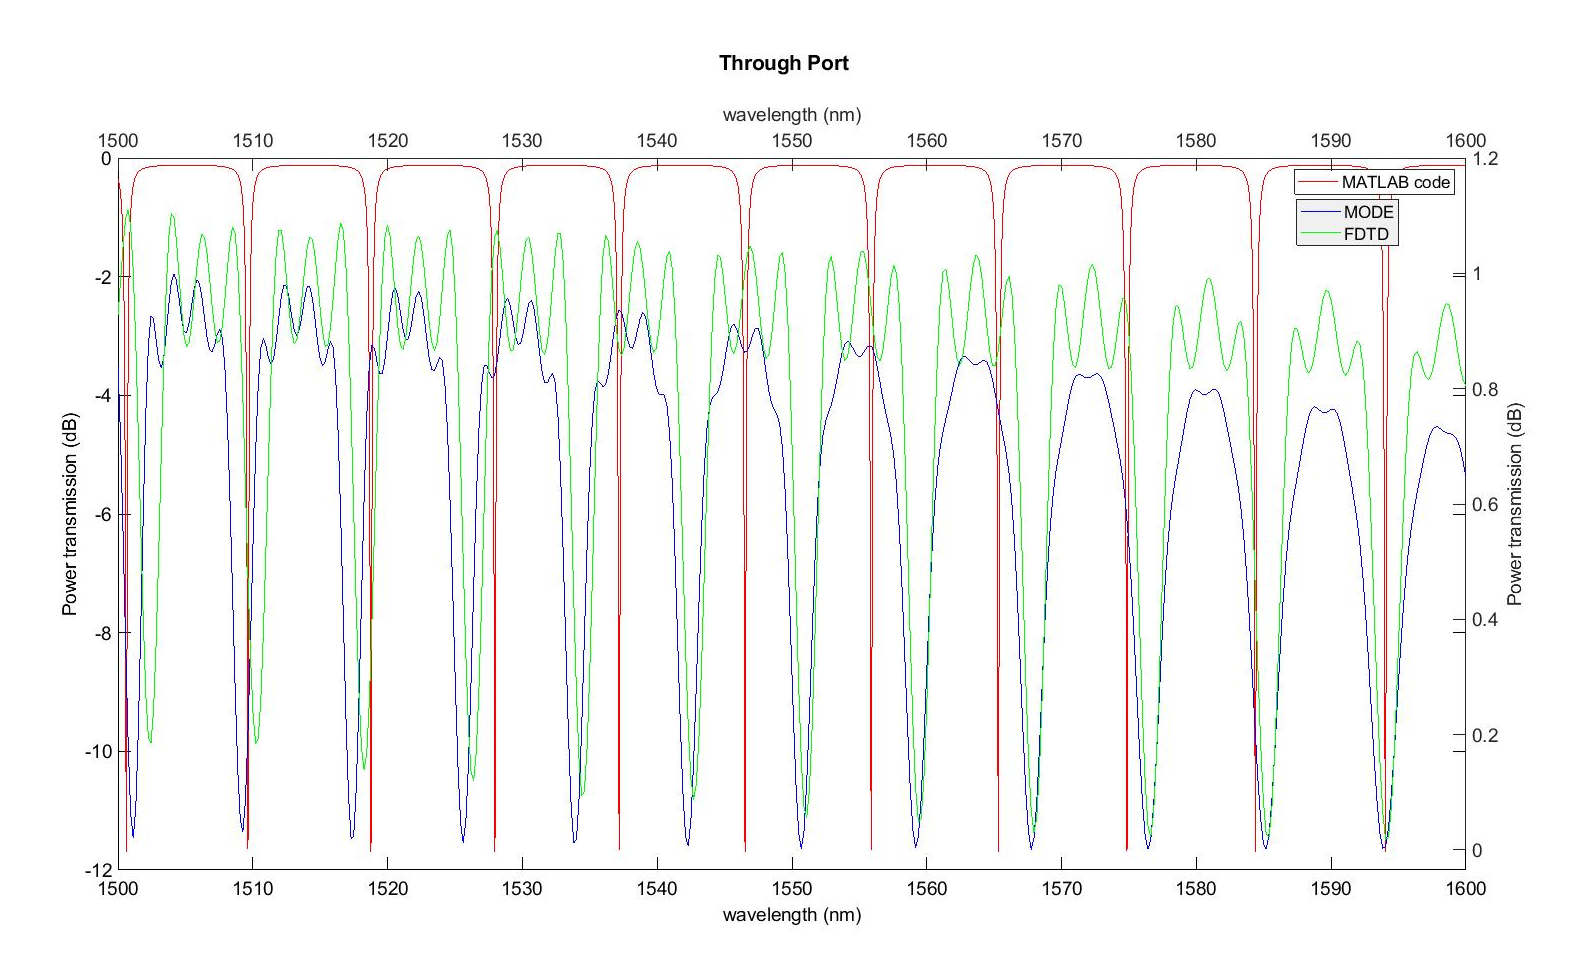 Through Port
wavelength (nm)
1500 1510 1520 1530 1540 1550 1560 1570 1580 1590 1600
0
-2
-4
-6
-8
-10
-12
Power transmission (dB)
1.2
1
0.8
0.6
0.4
0.2
0
Power transmission (dB)
MATLAB code
MODE
FDTD
1500 1510 1520 1530 1540 1550 1560 1570 1580 1590 1600
wavelength (nm)